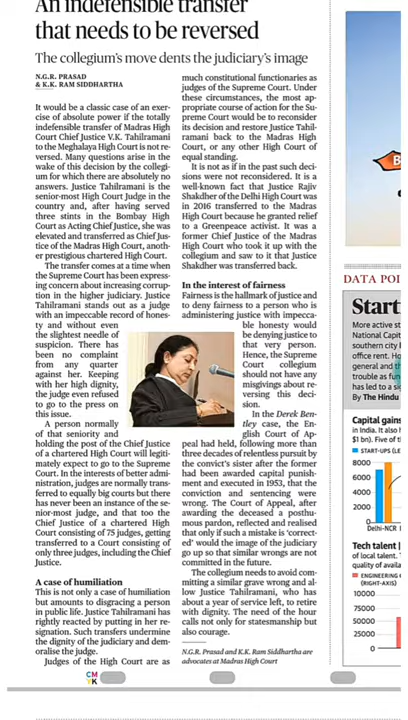 An indefensible transfer
that needs to be reversed
The collegium's move dents the judiciary's image
N.G.R. PRASAD
& K.K. RAM SIDDHARTHA
It would be a classic case of an exer-
cise of absolute power if the totally
indefensible transfer of Madras High
Court Chief Justice V.K. Tahilramani
to the Meghalaya High Court is not re-
versed. Many questions arise in the
wake of this decision by the collegi-
um for which there are absolutely no
answers. Justice Tahilramani is the
senior-most High Court Judge in the
country and, after having served
three stints in the Bombay High
Court as Acting Chief Justice, she was
elevated and transferred as Chief Jus-
tice of the Madras High Court, anoth-
er prestigious chartered High Court.
The transfer comes at a time when
the Supreme Court has been express-
ing concern about increasing corrup-
tion in the higher judiciary. Justice
Tahilramani stands out as a judge
with an impeccable record of hones-
ty and without even
the slightest needle of
suspicion. There has
been no complaint
from any quarter
against her. Keeping
with her high dignity,
the judge even refused
to go to the press on
this issue.
A person normally
of that seniority and
holding the post of the Chief Justice
of a chartered High Court will legiti-
mately expect to go to the Supreme
Court. In the interests of better admi-
nistration, judges are normally trans-
ferred to equally big courts but there
has never been an instance of the se-
nior-most judge, and that too the
Chief Justice of a chartered High
Court consisting of 75 judges, getting
transferred to a Court consisting of
only three judges, including the Chief
Justice.
A case of humiliation
This is not only a case of humiliation
but amounts to disgracing a person
in public life. Justice Tahilramani has
rightly reacted by putting in her re-
signation. Such transfers undermine
the dignity of the judiciary and dem-
oralise the judge.
Judges of the High Court are as
much constitutional functionaries as
judges of the Supreme Court. Under
these circumstances, the most ap-
propriate course of action for the Su-
preme Court would be to reconsider
its decision and restore Justice Tahil-
ramani back to the Madras High
Court, or any other High Court of
equal standing.
It is not as if in the past such deci-
sions were not reconsidered. It is a
well-known fact that Justice Rajiv
Shakdher of the Delhi High Court was
in 2016 transferred to the Madras
High Court because he granted relief
to a Greenpeace activist. It was a
former Chief Justice of the Madras
High Court who took it up with the
collegium and saw to it that Justice
Shakdher was transferred back.
In the interest of fairness
Fairness is the hallmark of justice and
to deny fairness to a person who is
administering justice with impecca-
ble honesty would
be denying justice to
that very person.
Hence, the Supreme
Court collegium
should not have any
misgivings about re-
versing this deci-
sion.
In the Derek Ben-
tley case, the En-
glish Court of Ap-
peal had held, following more than
three decades of relentless pursuit by
the convict's sister after the former
had been awarded capital punish-
ment and executed in 1953, that the
conviction and sentencing were
wrong. The Court of Appeal, after
awarding the deceased a posthu-
mous pardon, reflected and realised
that only if such a mistake is 'correct-
ed' would the image of the judiciary
go up so that similar wrongs are not
committed in the future.
The collegium needs to avoid com-
mitting a similar grave wrong and al-
low Justice Tahilramani, who has
about a year of service left, to retire
with dignity. The need of the hour
calls not only for statesmanship but
also courage.
N.G.R. Prasad and K.K. Ram Siddhartha are
advocates at Madras High Court
CM
YK
DATA POI
Start
More active st
National Capit
southern city
office rent. Ho
general and th
trouble as fun
has led to a si
By The Hindu
Capital gains
in India. It also
$1 bn). Five of t
START-UPS (LE
8000
6000
4000
2000
0
Delhi-NCR
Tech talent |
of local talent. T
quality of availa
ENGINEERING
(RIGHT-AXIS)
10000
75000
50000
25000
0